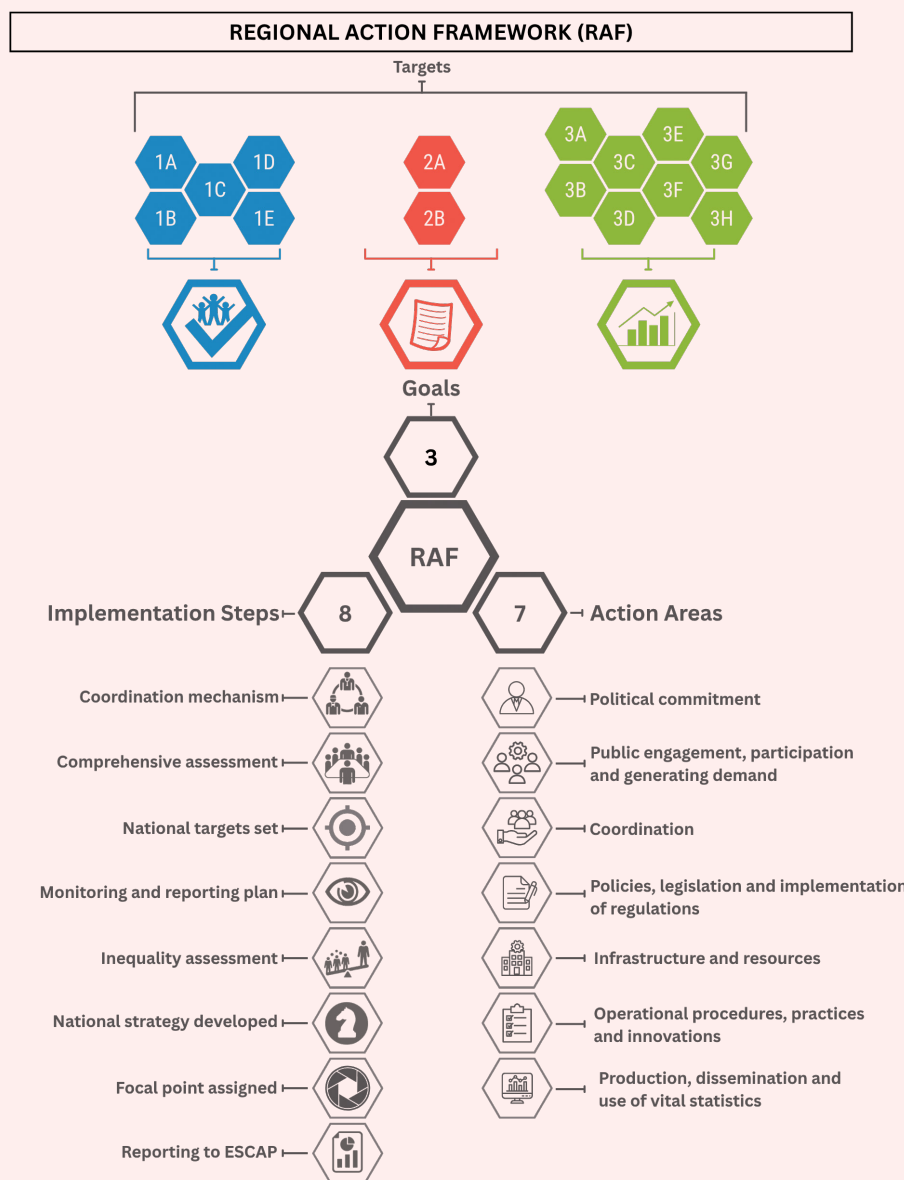 REGIONAL ACTION FRAMEWORK (RAF)
Targets
1A
1B
1C
1D
1E
2A
2B
3A
3B
3C
3D
3E
3F
3G
3H
Goals
3
RAF
Implementation Steps
8
7
Action Areas
Coordination mechanism
Comprehensive assessment
National targets set
Monitoring and reporting plan
Inequality assessment
National strategy developed
Focal point assigned
Reporting to ESCAP
Political commitment
Public engagement, participation
and generating demand
Coordination
Policies, legislation and implementation
of regulations
Infrastructure and resources
Operational procedures, practices
and innovations
Production, dissemination and
use of vital statistics